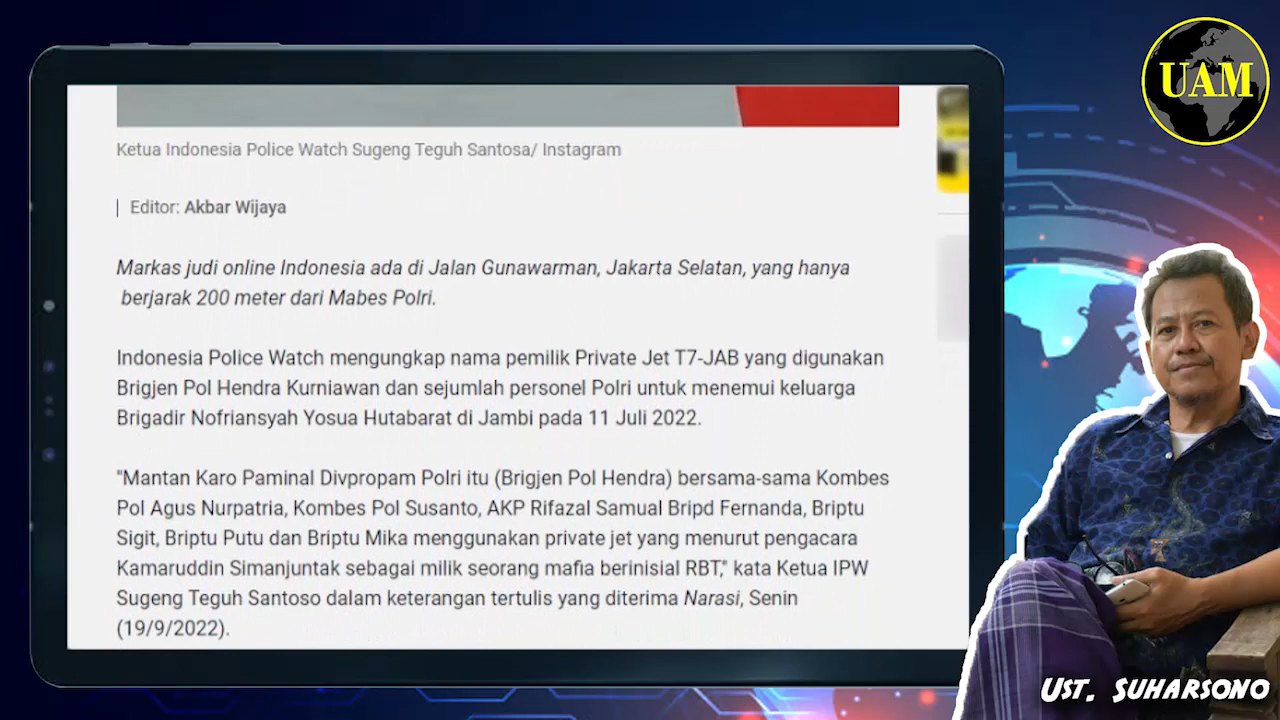 UAM
Ketua Indonesia Police Watch Sugeng Teguh Santosa/ Instagram
| Editor: Akbar Wijaya
Markas judi online Indonesia ada di Jalan Gunawarman, Jakarta Selatan, yang hanya
berjarak 200 meter dari Mabes Polri.
Indonesia Police Watch mengungkap nama pemilik Private Jet T7-JAB yang digunakan
Brigjen Pol Hendra Kurniawan dan sejumlah personel Polri untuk menemui keluarga
Brigadir Nofriansyah Yosua Hutabarat di Jambi pada 11 Juli 2022.
"Mantan Karo Paminal Divpropam Polri itu (Brigjen Pol Hendra) bersama-sama Kombes
Pol Agus Nurpatria, Kombes Pol Susanto, AKP Rifazal Samual Bripd Fernanda, Briptu
Sigit, Briptu Putu dan Briptu Mika menggunakan private jet yang menurut pengacara
Kamaruddin Simanjuntak sebagai milik seorang mafia berinisial RBT," kata Ketua IPW
Sugeng Teguh Santoso dalam keterangan tertulis yang diterima Narasi, Senin
(19/9/2022).
Ust. Suharsono